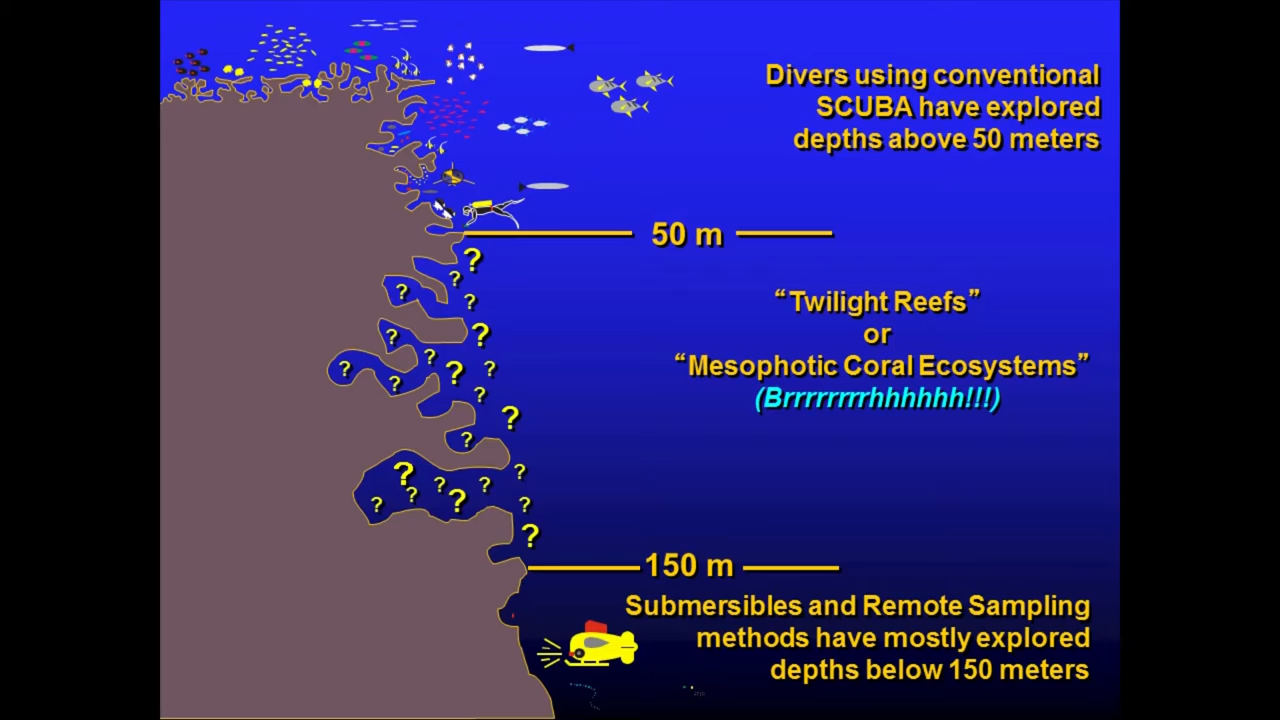 Divers using conventional
SCUBA have explored
depths above 50 meters
50 m
?
?
?
?
“Twilight Reefs”
or
?
?
?
“Mesophotic Coral Ecosystems”
?
?
?
?
?
(Brrrrrrrrhhhhhh!!!)
?
?
?
?
?
?
?
?
?
?
?
?
150 m
Submersibles and Remote Sampling
methods have mostly explored
depths below 150 meters